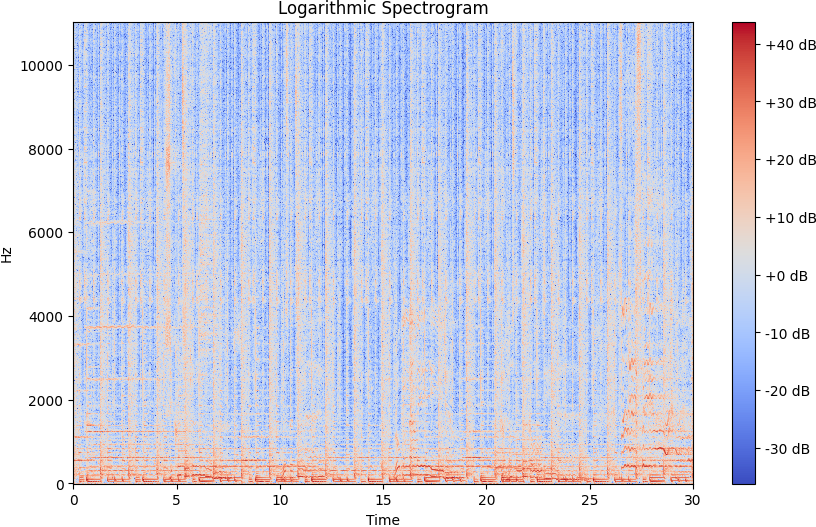 Logarithmic Spectrogram
10000
8000
6000
4000
2000
0
Hz
0 5 10 15 20 25 30
Time
+40 dB
+30 dB
+20 dB
+10 dB
+0 dB
-10 dB
-20 dB
-30 dB